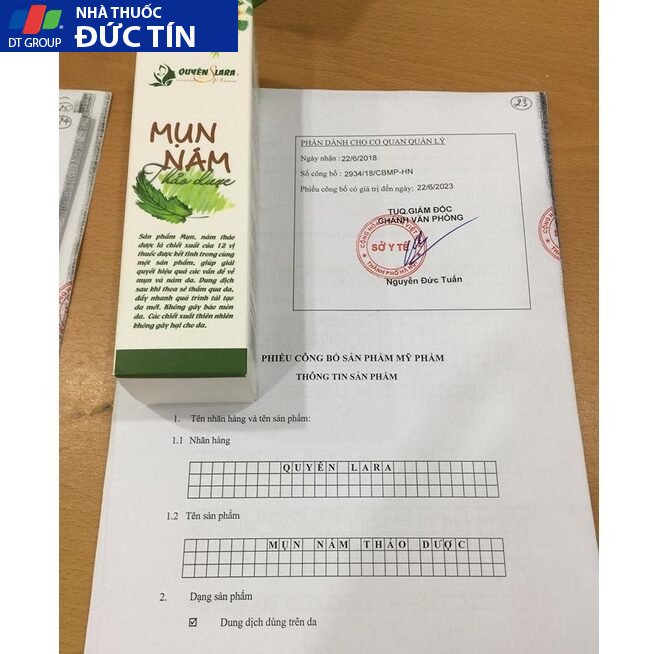 NHÀ THUỐC
ĐỨC TÍN
DT GROUP
QUYÊN LARA
MỤN
NÁM
Thảo dược
Sản phẩm Mụn, nám thảo
dược là chiết xuất của 12 vị
thuốc được kết tinh trong cùng
một sản phẩm, giúp giải
quyết hiệu quả các vấn đề về
mụn và nám da. Dung dịch
sau khi thoa sẽ thấm qua da,
đẩy nhanh quá trình tái tạo
da mới. Không gây bào mòn
da. Các chiết xuất thiên nhiên
không gây hại cho da.
23
PHẦN DÀNH CHO CƠ QUAN QUẢN LÝ
Ngày nhận : 22/6/2018
Số công bố : 2934/18/CBMP-HN
Phiếu công bố có giá trị đến ngày: 22/6/2023
TUQ.GIÁM ĐỐC
CHÁNH VĂN PHÒNG
SỞ Y TẾ
THÀNH PHỐ HÀ
Nguyễn Đức Tuấn
PHIẾU CÔNG BỐ SẢN PHẨM MỸ PHẨM
THÔNG TIN SẢN PHẨM
1. Tên nhãn hàng và tên sản phẩm:
1.1 Nhãn hàng
QUYÊN LARA
1.2 Tên sản phẩm
MỤN NÁM THẢO DƯỢC
2. Dạng sản phẩm
☑ Dung dịch dùng trên da